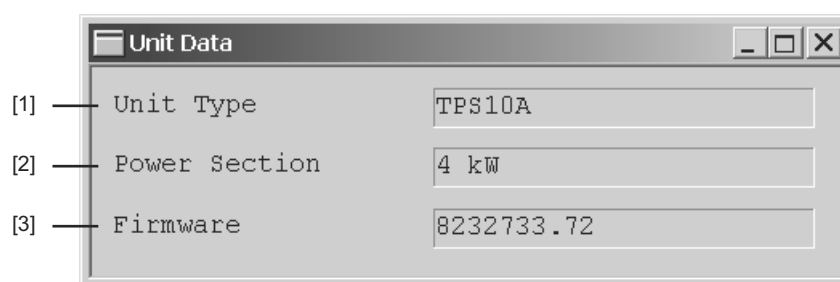 Unit Data
[1] Unit Type TPS10A
[2] Power Section 4 kW
[3] Firmware 8232733.72